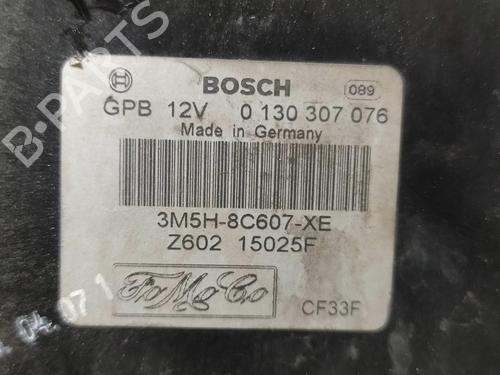 BOSCH
089
GPB 12V 0 130 307 076
Made in Germany
3M5H-8C607-XE
Z602 15025F
FoMoCo
CF33F
04 07 1
B-PARTS